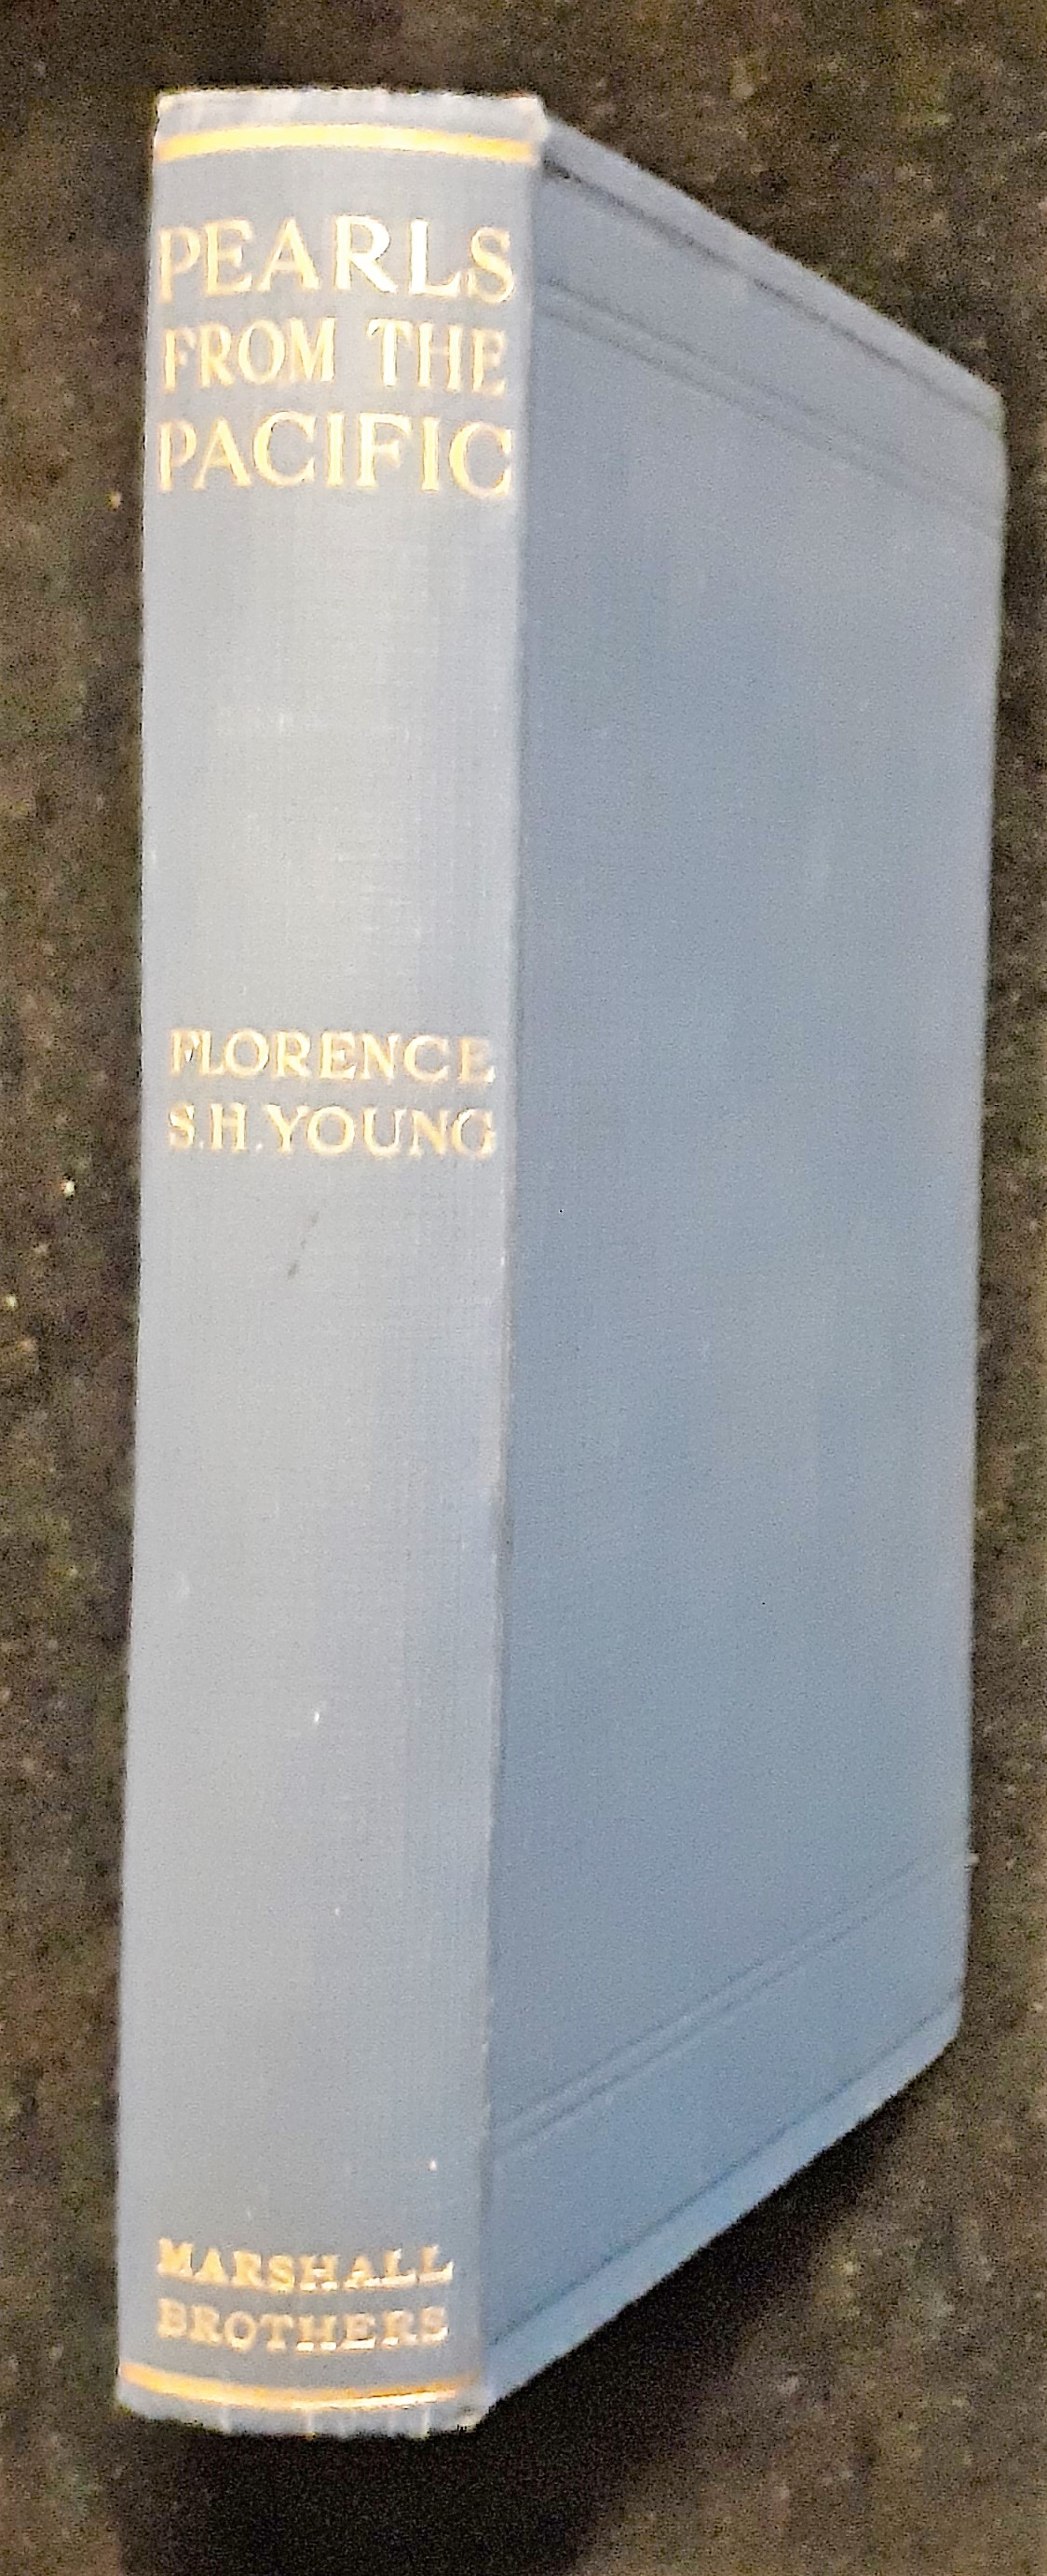 PEARLS
FROM THE
PACIFIC
FLORENCE
S.H.YOUNG
MARSHALL
BROTHERS